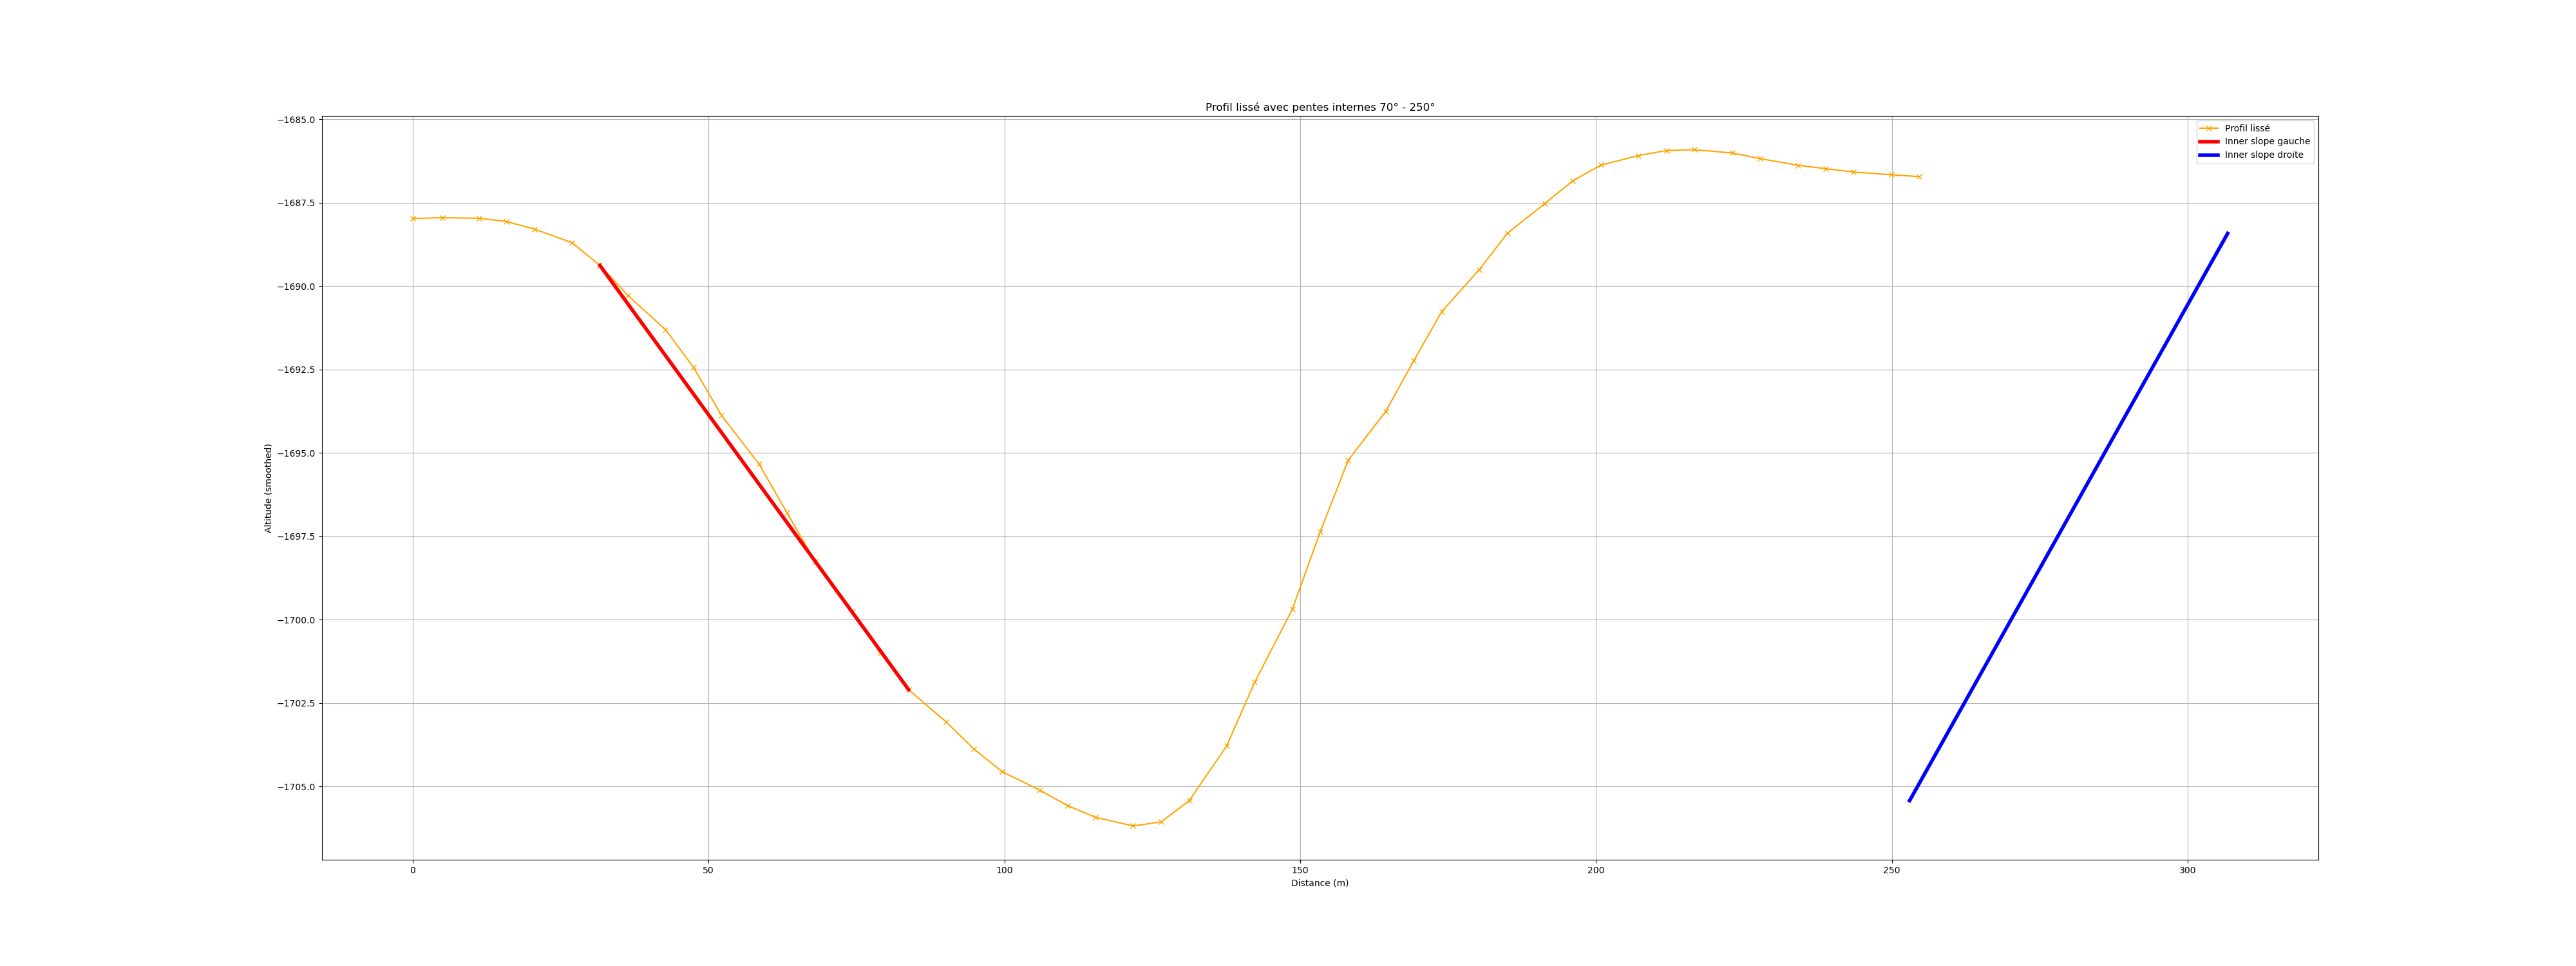 Profil lissé avec pentes internes 70° - 250°
Profil lissé
Inner slope gauche
Inner slope droite
Altitude (smoothed)
−1685.0
−1687.5
−1690.0
−1692.5
−1695.0
−1697.5
−1700.0
−1702.5
−1705.0
0 50 100 150 200 250 300
Distance (m)